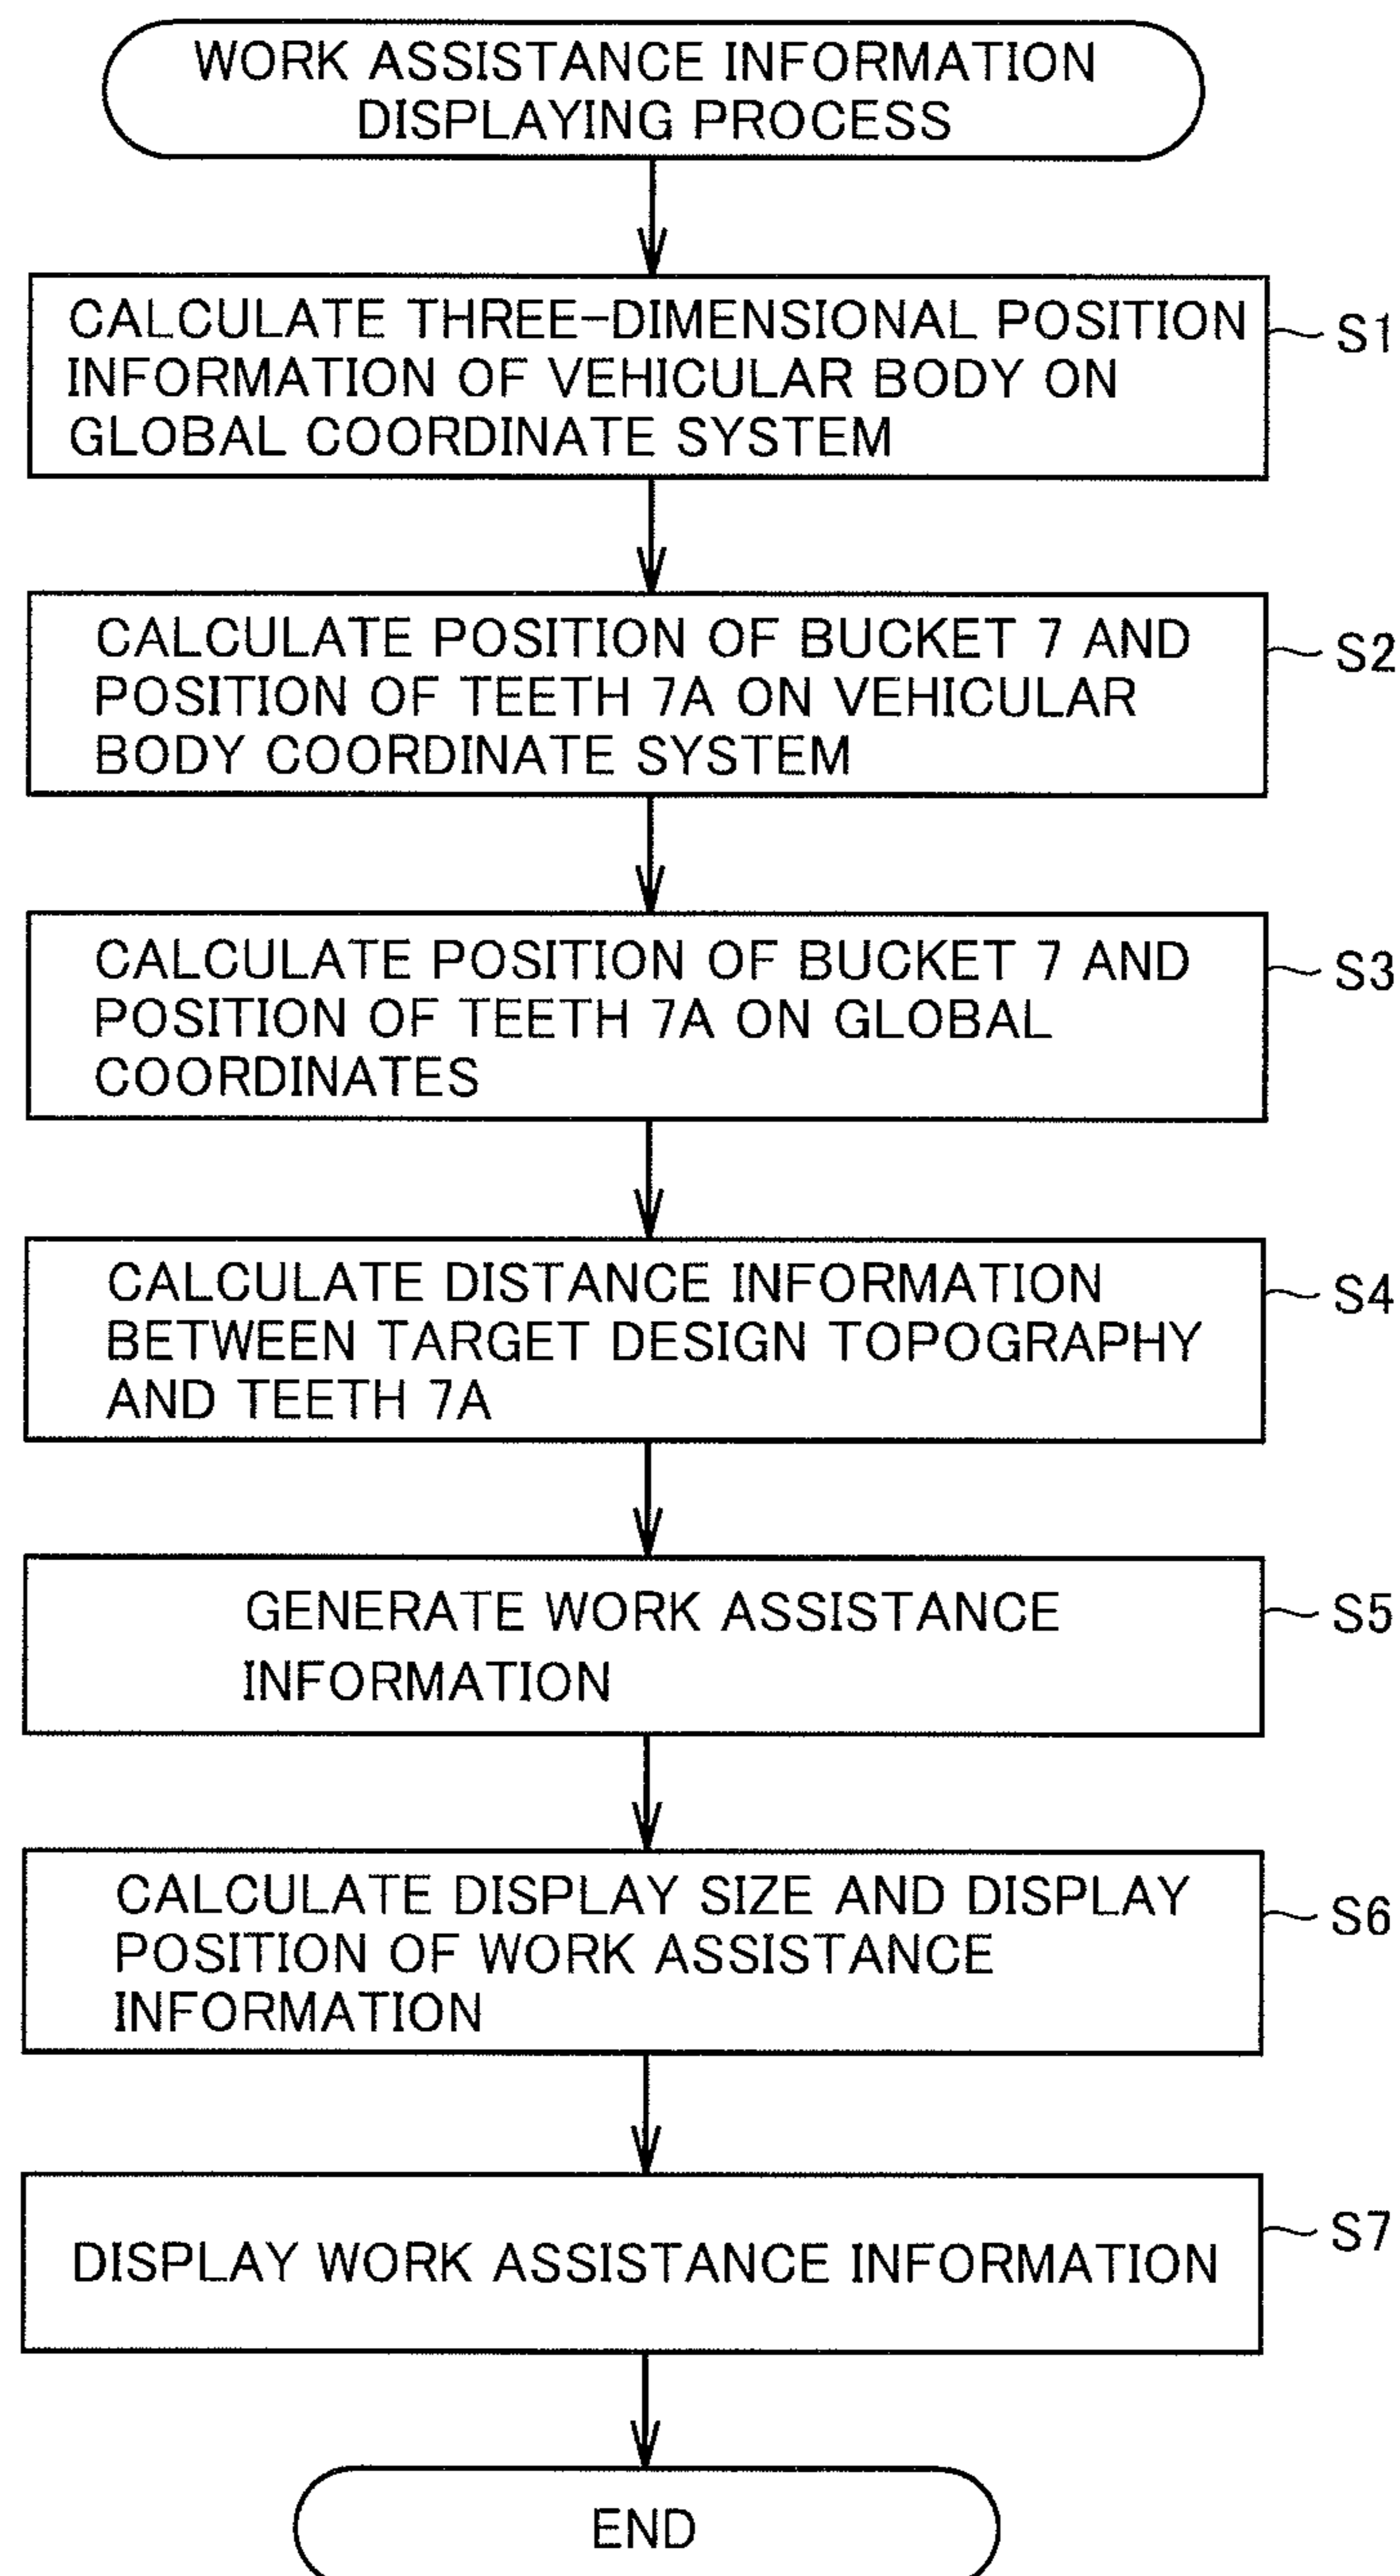 WORK ASSISTANCE INFORMATION
DISPLAYING PROCESS
CALCULATE THREE-DIMENSIONAL POSITION
INFORMATION OF VEHICULAR BODY ON
GLOBAL COORDINATE SYSTEM
S1
CALCULATE POSITION OF BUCKET 7 AND
POSITION OF TEETH 7A ON VEHICULAR
BODY COORDINATE SYSTEM
S2
CALCULATE POSITION OF BUCKET 7 AND
POSITION OF TEETH 7A ON GLOBAL
COORDINATES
S3
CALCULATE DISTANCE INFORMATION
BETWEEN TARGET DESIGN TOPOGRAPHY
AND TEETH 7A
S4
GENERATE WORK ASSISTANCE
INFORMATION
S5
CALCULATE DISPLAY SIZE AND DISPLAY
POSITION OF WORK ASSISTANCE
INFORMATION
S6
DISPLAY WORK ASSISTANCE INFORMATION
S7
END